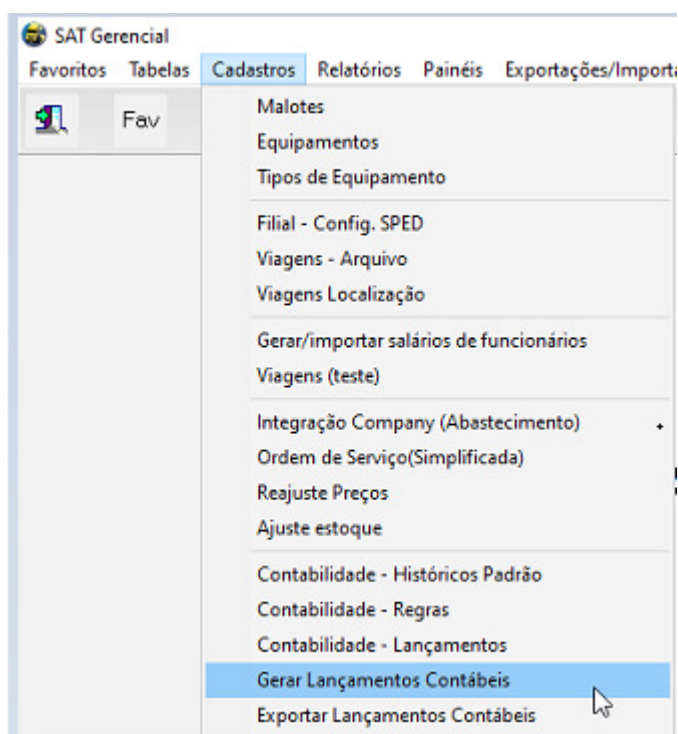 SAT Gerencial
Favoritos Tabelas Cadastros Relatórios Painéis Exportações/Importa
Fav
Malotes
Equipamentos
Tipos de Equipamento
Filial - Config. SPED
Viagens - Arquivo
Viagens Localização
Gerar/importar salários de funcionários
Viagens (teste)
Integração Company (Abastecimento)
Ordem de Serviço(Simplificada)
Reajuste Preços
Ajuste estoque
Contabilidade - Históricos Padrão
Contabilidade - Regras
Contabilidade - Lançamentos
Gerar Lançamentos Contábeis
Exportar Lançamentos Contábeis